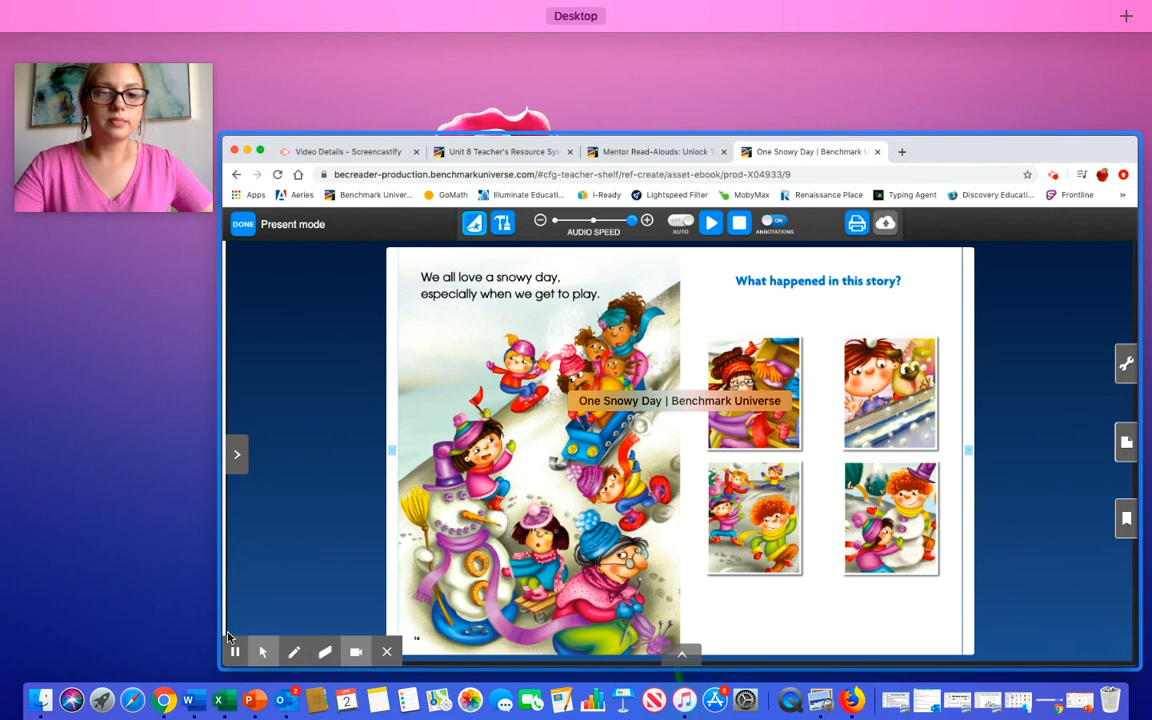 Desktop
Video Details - Screencastify
Unit 8 Teacher's Resource Sys
Mentor Read-Alouds: Unlock T
One Snowy Day | Benchmark U
becreader-production.benchmarkuniverse.com/#cfg-teacher-shelf/ref-create/asset-ebook/prod-X04933/9
Apps Aeries Benchmark Univer... GoMath Illuminate Educati... i-Ready Lightspeed Filter MobyMax Renaissance Place Typing Agent Discovery Educati... Frontline »
DONE Present mode
AUDIO SPEED
OFF
AUTO
ON
ANNOTATIONS
We all love a snowy day,
especially when we get to play.
What happened in this story?
One Snowy Day | Benchmark Universe
2
6